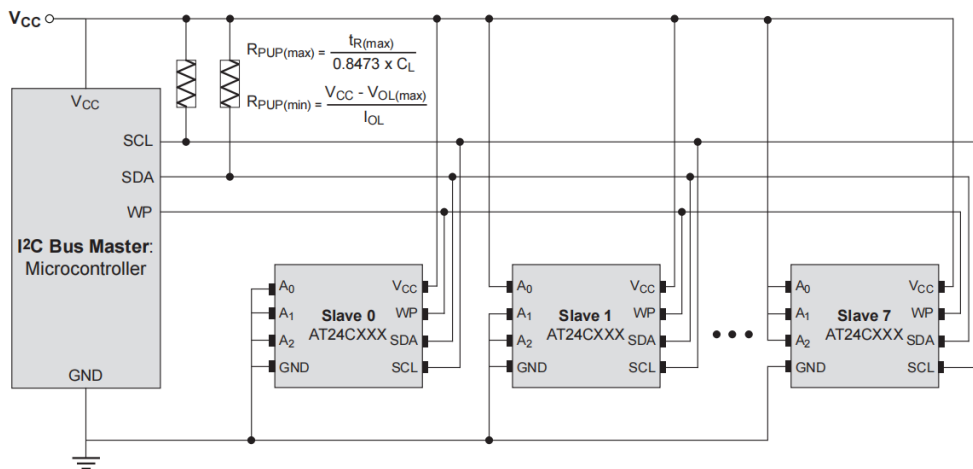 VCC
RPUP(max) = tR(max)
0.8473 x CL
RPUP(min) = VCC - VOL(max)
IOL
VCC
SCL
SDA
WP
I2C Bus Master:
Microcontroller
GND
A0
A1
A2
GND
Slave 0
AT24CXXX
VCC
WP
SDA
SCL
A0
A1
A2
GND
Slave 1
AT24CXXX
VCC
WP
SDA
SCL
A0
A1
A2
GND
Slave 7
AT24CXXX
VCC
WP
SDA
SCL